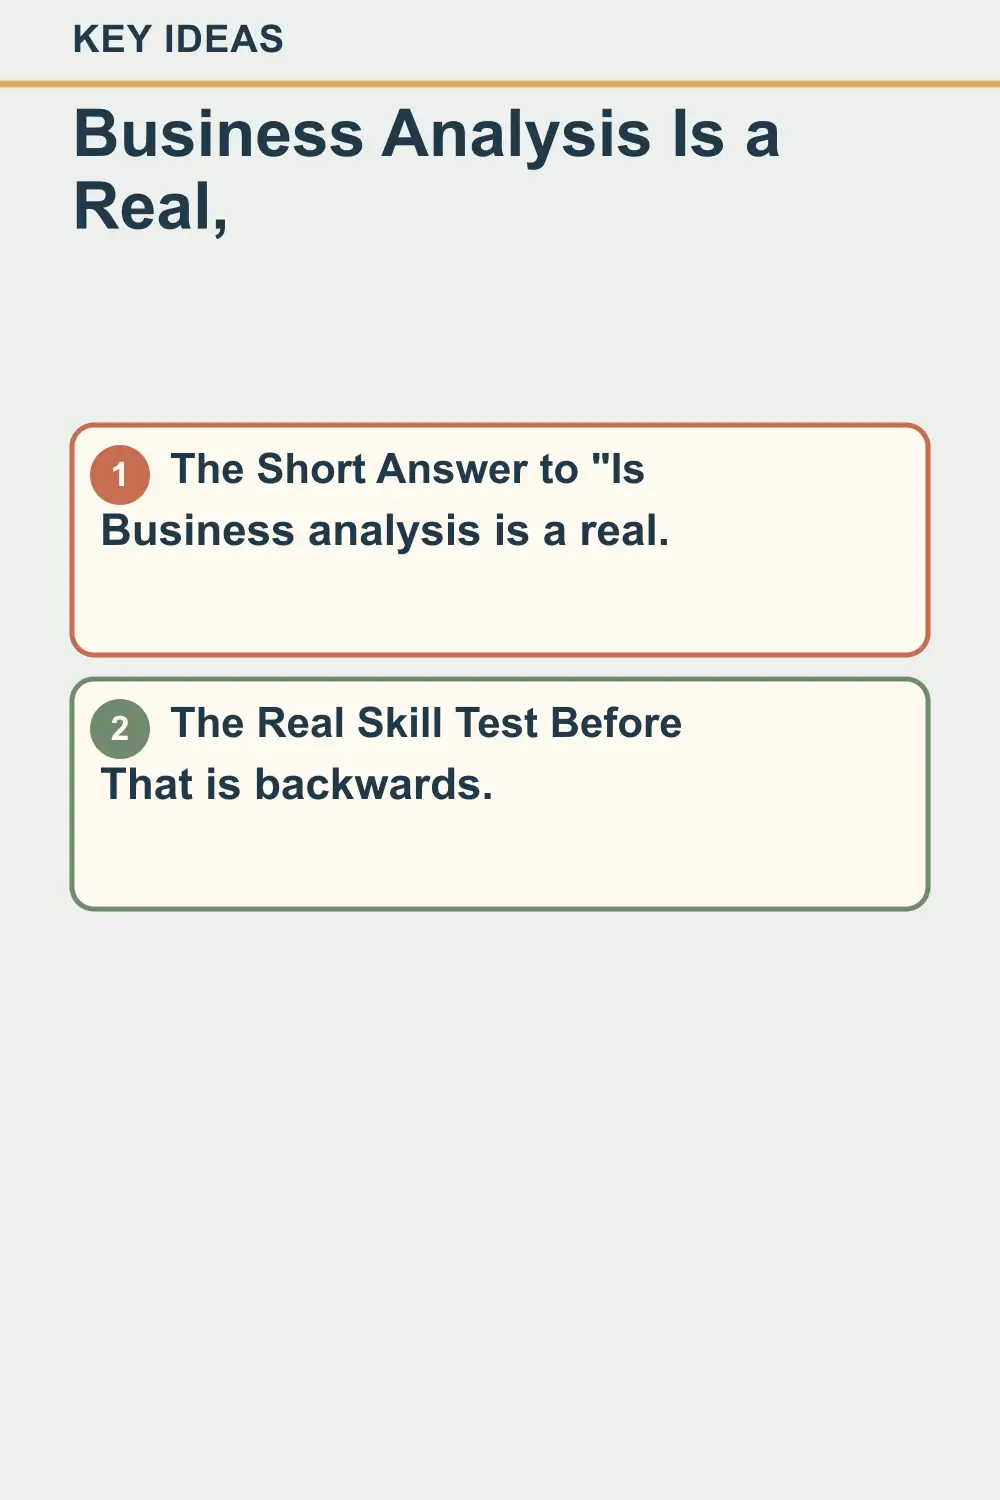 KEY IDEAS
Business Analysis Is a
Real,
1 The Short Answer to "Is
Business analysis is a real.
2 The Real Skill Test Before
That is backwards.